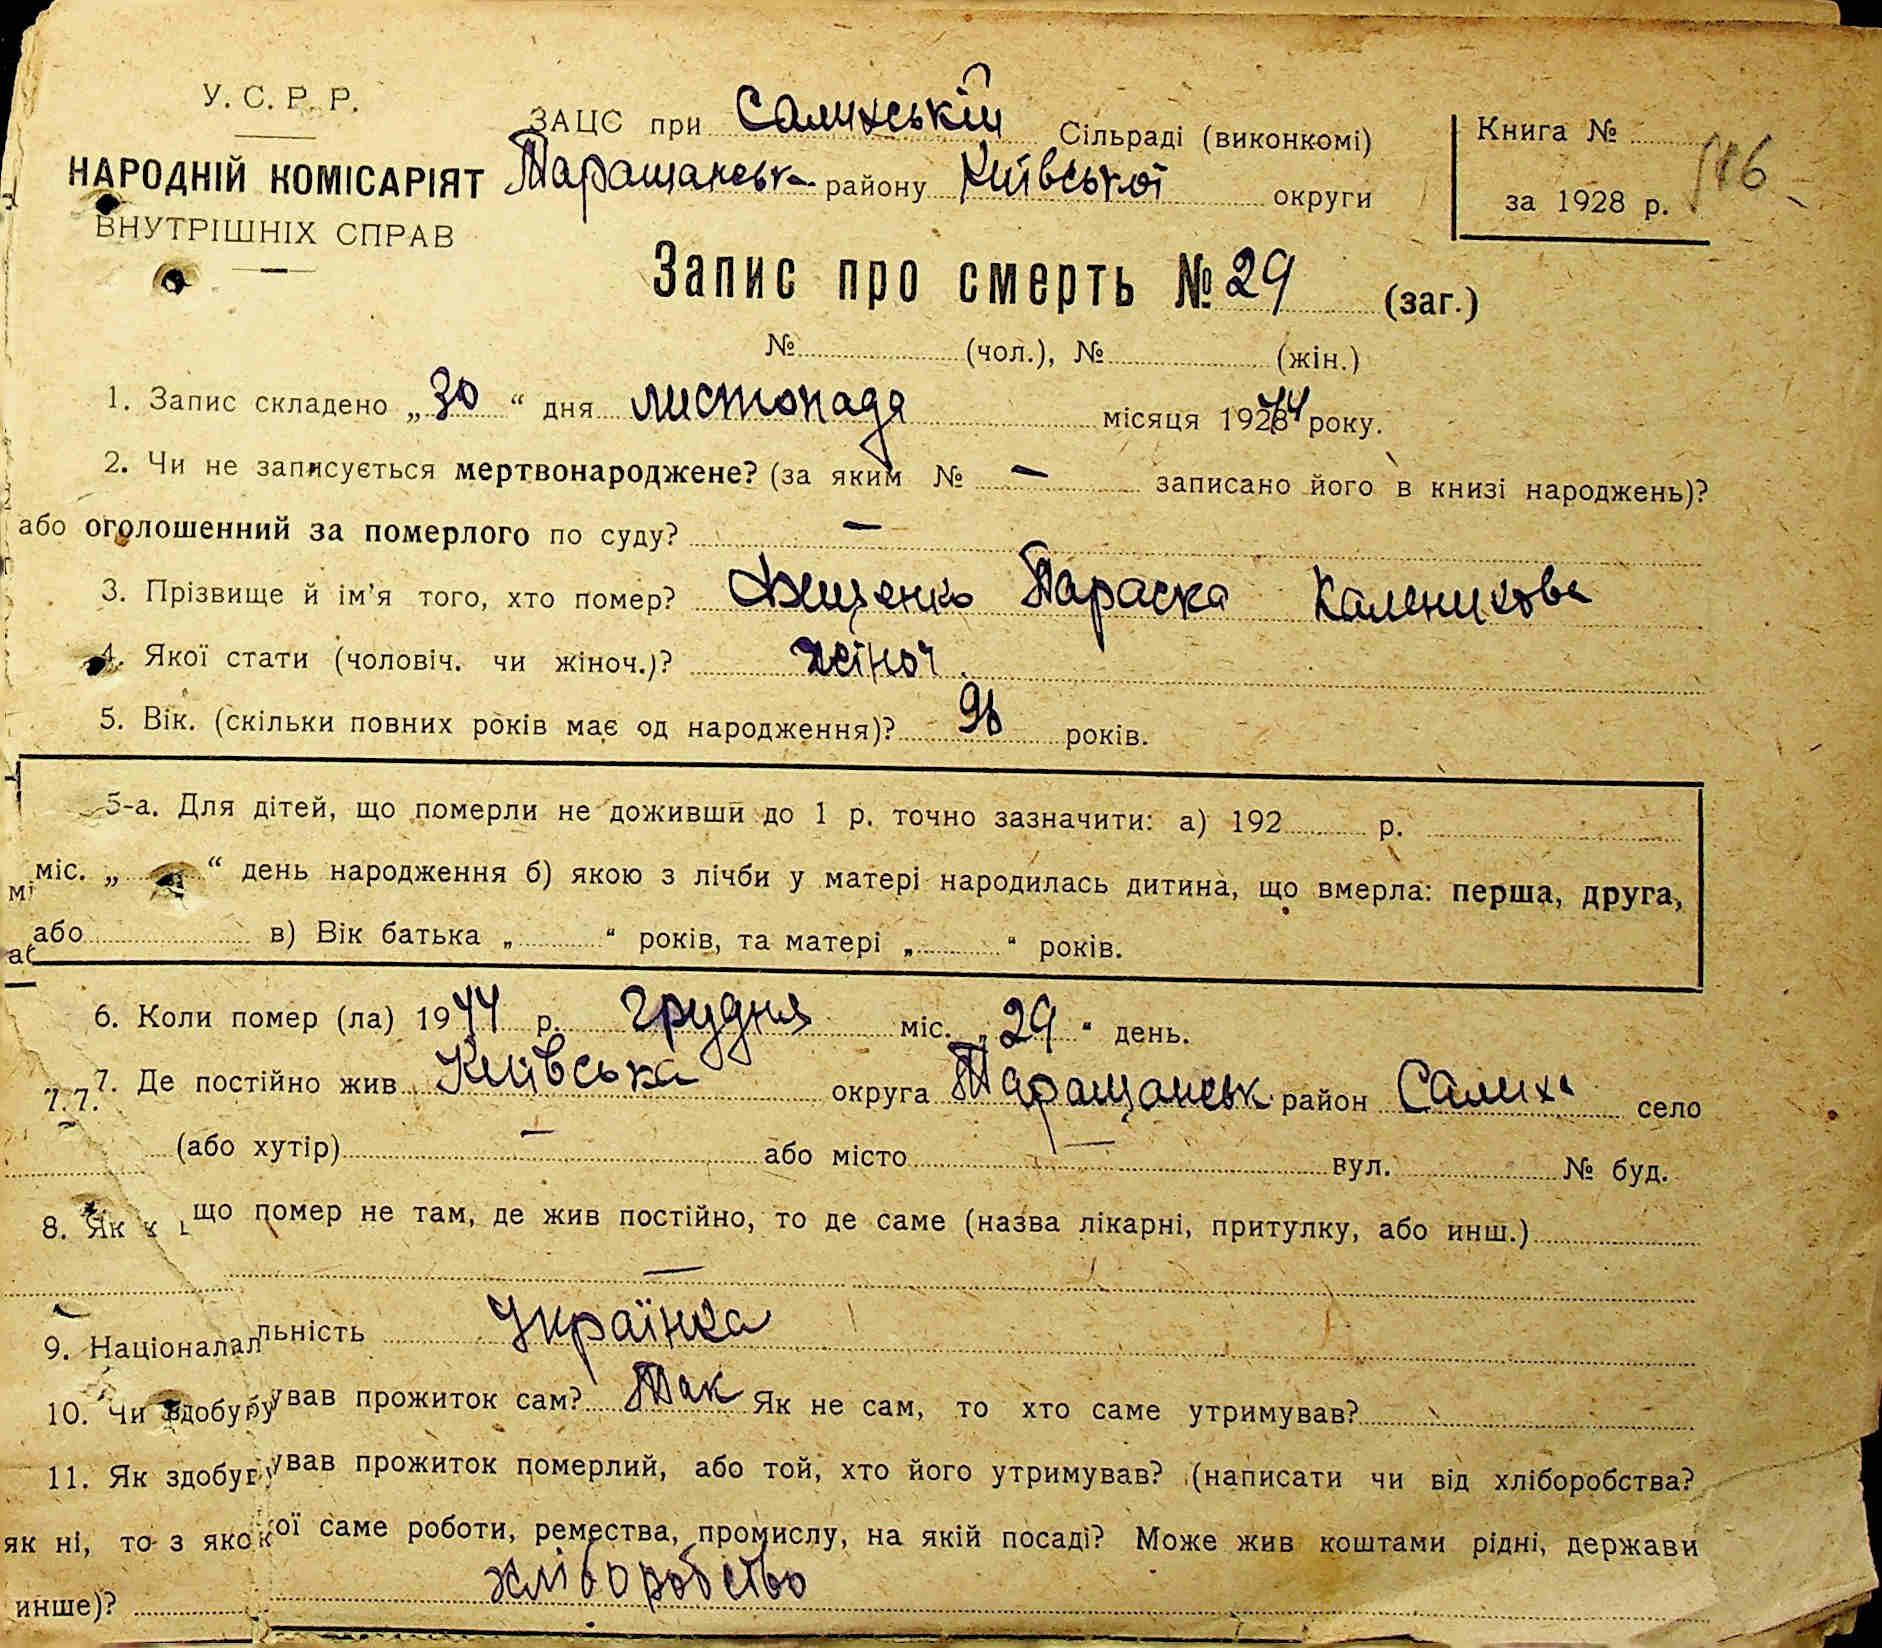 У. С. Р. Р.
НАРОДНІЙ КОМІСАРІЯТ
ВНУТРІШНІХ СПРАВ
ЗАЦС при Салихській Сільраді (виконкомі)
Таращанськ району Київської округи
Книга №
за 1928 р.
Запис про смерть № 29 (заг.)
№ (чол.), № (жін.)
1. Запис складено „30“ дня листопада місяця 1944 року.
2. Чи не записується мертвонароджене? (за яким № — записано його в книзі народжень)?
або оголошенний за померлого по суду? —
3. Прізвище й ім'я того, хто помер? Параска Каленикова
4. Якої стати (чоловіч. чи жіноч.)? жіноч.
5. Вік. (скільки повних років має од народження)? 96 років.
5-а. Для дітей, що померли не доживши до 1 р. точно зазначити: а) 192 р.
міс. „ “ день народження б) якою з лічби у матері народилась дитина, що вмерла: перша, друга,
або в) Вік батька „ “ років, та матері „ “ років.
6. Коли помер (ла) 1944 р. грудня міс. „29“ день.
7. Де постійно жив Київська округа Таращанськ район Салиха село
(або хутір) — або місто — вул. № буд.
8. Як що помер не там, де жив постійно, то де саме (назва лікарні, притулку, або инш.)
—
9. Національність Українка
10. Чи здобував прожиток сам? Так Як не сам, то хто саме утримував?
11. Як здобував прожиток померлий, або той, хто його утримував? (написати чи від хліборобства?
як ні, то з якої саме роботи, ремества, промислу, на якій посаді? Може жив коштами рідні, держави
инше)? хліборобство